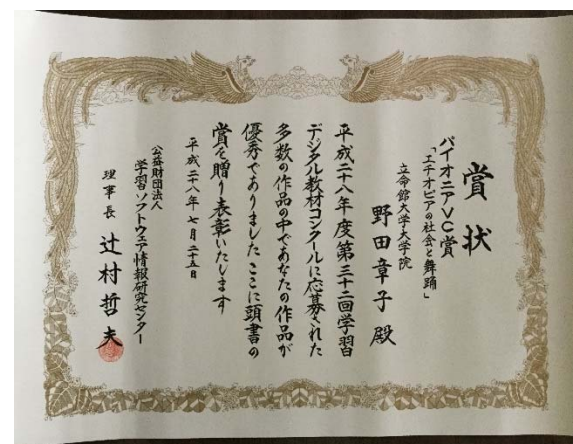 賞状
パイオニアVC賞
「エチオピアの社会と舞踊」
立命館大学大学院
野田章子殿
平成二十八年度第三十二回学習
デジタル教材コンクールに応募された
多数の作品の中であなたの作品が
優秀でありました ここに頭書の
賞を贈り表彰いたします
平成二十八年七月二十五日
公益財団法人
学習ソフトウェア情報研究センター
理事長 辻村哲夫